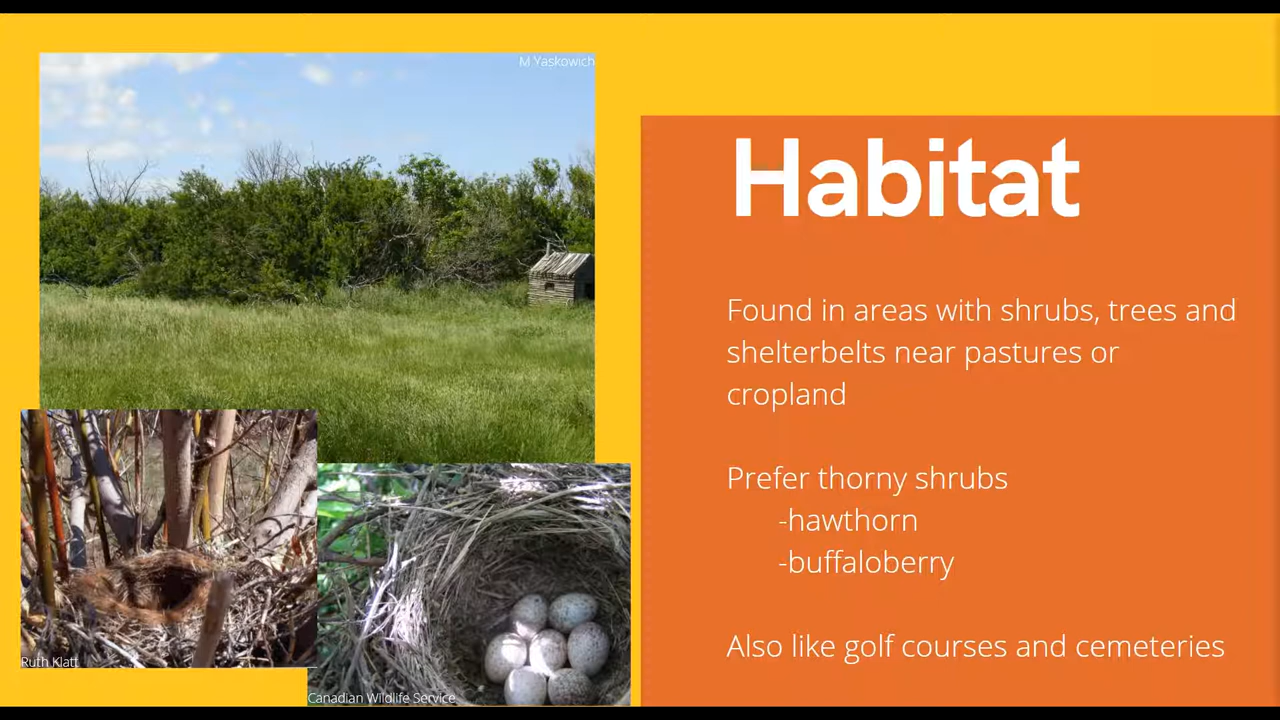 M Yaskowich
Habitat
Found in areas with shrubs, trees and
shelterbelts near pastures or
cropland
Prefer thorny shrubs
-hawthorn
-buffaloberry
Also like golf courses and cemeteries
Ruth Klatt
Canadian Wildlife Service